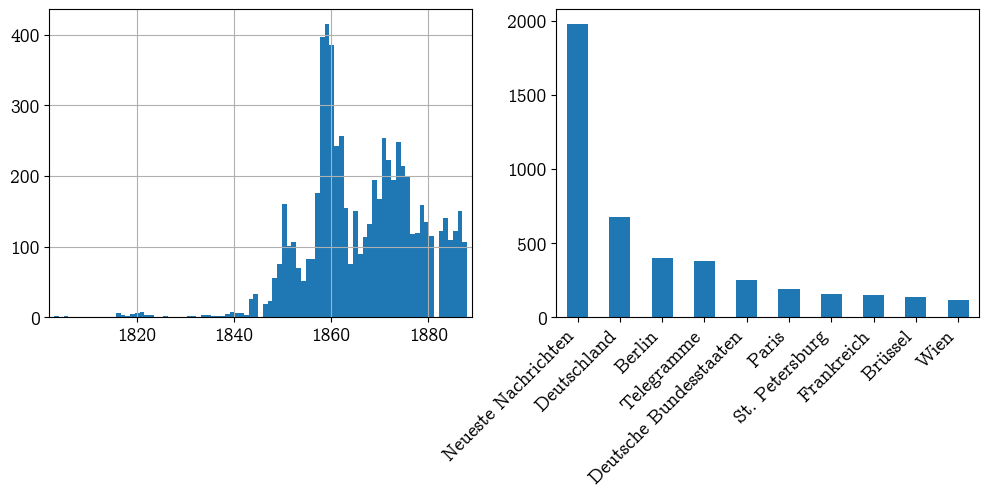 400
300
200
100
0
1820 1840 1860 1880
2000
1500
1000
500
0
Neueste Nachrichten
Deutschland
Berlin
Telegramme
Deutsche Bundesstaaten
Paris
St. Petersburg
Frankreich
Brüssel
Wien